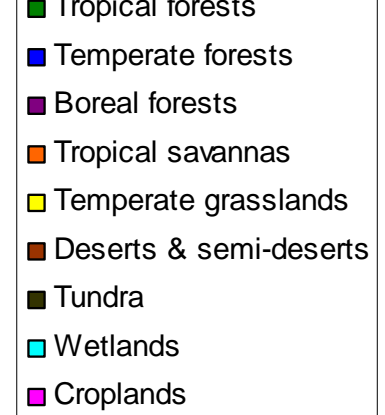 Tropical forests
Temperate forests
Boreal forests
Tropical savannas
Temperate grasslands
Deserts & semi-deserts
Tundra
Wetlands
Croplands